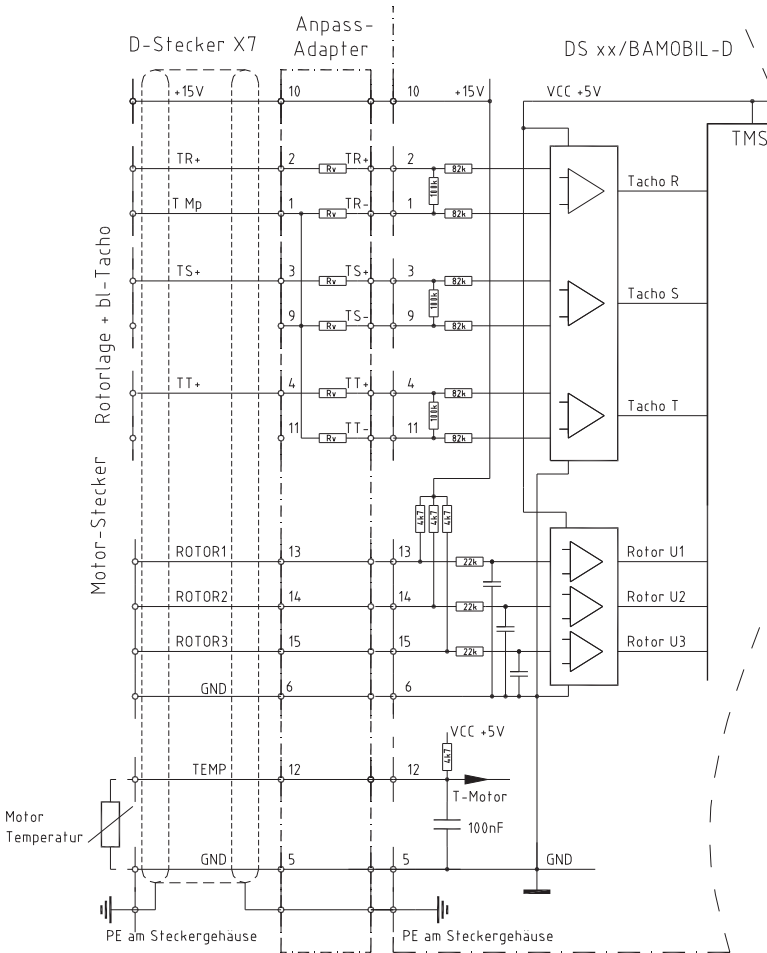 Anpass-
D-Stecker X7 Adapter DS xx/BAMOBIL-D
+15V 10 10 +15V VCC +5V
TMS
TR+ 2 Rv TR+ 2 82k
100k Tacho R
T Mp 1 Rv TR- 1 82k
TS+ 3 Rv TS+ 3 82k
100k Tacho S
9 Rv TS- 9 82k
TT+ 4 Rv TT+ 4 82k
100k Tacho T
11 Rv TT- 11 82k
Motor-Stecker Rotorlage + bl-Tacho
4k7 4k7 4k7
ROTOR1 13 13 22k Rotor U1
ROTOR2 14 14 22k Rotor U2
ROTOR3 15 15 22k Rotor U3
GND 6 6
VCC +5V
4k7
TEMP 12 12
T-Motor
Motor
Temperatur
100nF
GND 5 5 GND
PE am Steckergehäuse PE am Steckergehäuse